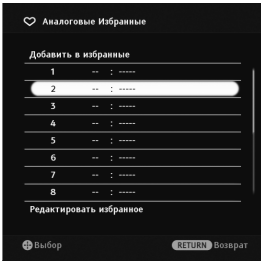 Аналоговые Избранные
Добавить в избранные
1 -- : -----
2 -- : -----
3 -- : -----
4 -- : -----
5 -- : -----
6 -- : -----
7 -- : -----
8 -- : -----
Редактировать избранное
Выбор RETURN Возврат